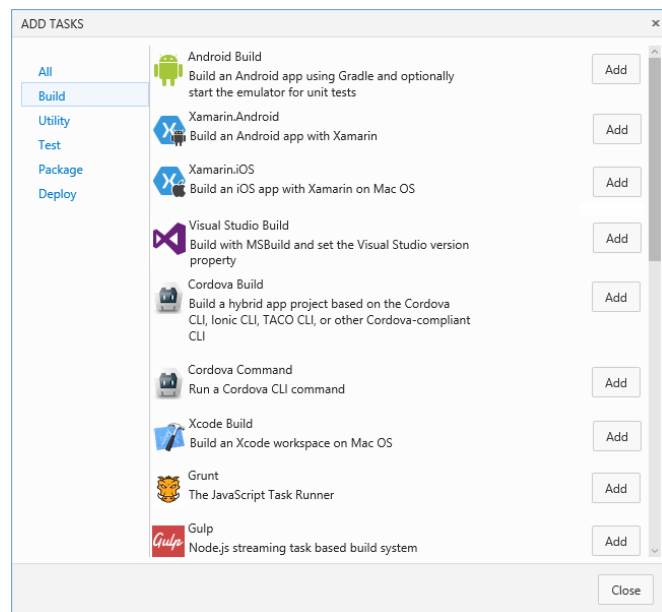 ADD TASKS
×
All
Build
Utility
Test
Package
Deploy
Android Build
Build an Android app using Gradle and optionally
start the emulator for unit tests
Add
Xamarin.Android
Build an Android app with Xamarin
Add
Xamarin.iOS
Build an iOS app with Xamarin on Mac OS
Add
Visual Studio Build
Build with MSBuild and set the Visual Studio version
property
Add
Cordova Build
Build a hybrid app project based on the Cordova
CLI, Ionic CLI, TACO CLI, or other Cordova-compliant
CLI
Add
Cordova Command
Run a Cordova CLI command
Add
Xcode Build
Build an Xcode workspace on Mac OS
Add
Grunt
The JavaScript Task Runner
Add
Gulp
Gulp
Node.js streaming task based build system
Add
Close